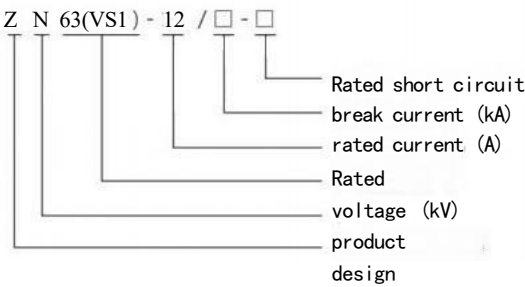 Z N 63(VS1) - 12 / □ - □
Rated short circuit
break current (kA)
rated current (A)
Rated
voltage (kV)
product
design